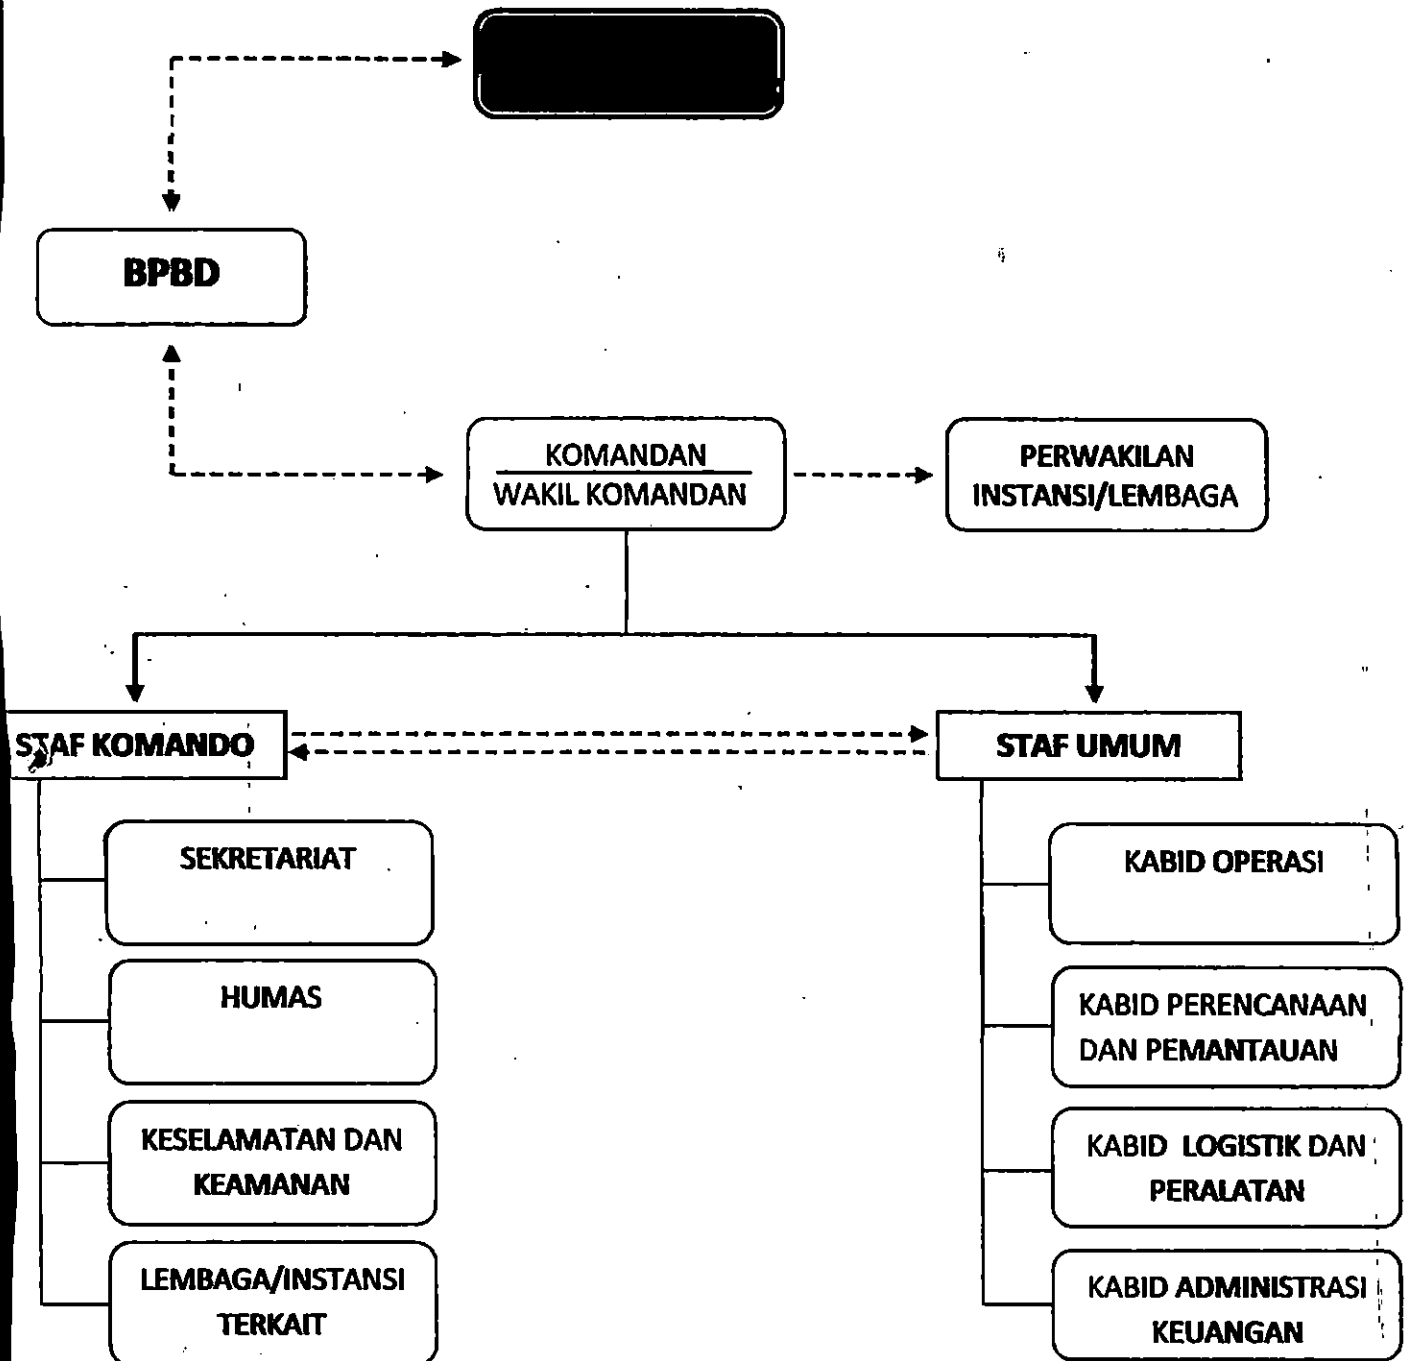 BPBD
KOMANDAN
WAKIL KOMANDAN
PERWAKILAN
INSTANSI/LEMBAGA
STAF KOMANDO
STAF UMUM
SEKRETARIAT
HUMAS
KESELAMATAN DAN
KEAMANAN
LEMBAGA/INSTANSI
TERKAIT
KABID OPERASI
KABID PERENCANAAN
DAN PEMANTAUAN
KABID LOGISTIK DAN
PERALATAN
KABID ADMINISTRASI
KEUANGAN